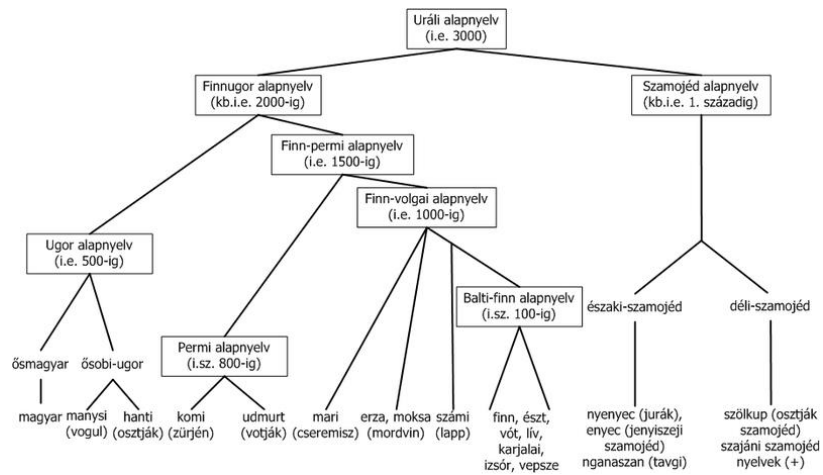 Uráli alapnyelv
(i.e. 3000)
Finnugor alapnyelv
(kb.i.e. 2000-ig)
Szamojéd alapnyelv
(kb.i.e. 1. századig)
Finn-permi alapnyelv
(i.e. 1500-ig)
Finn-volgai alapnyelv
(i.e. 1000-ig)
Ugor alapnyelv
(i.e. 500-ig)
Balti-finn alapnyelv
(i.sz. 100-ig)
északi-szamojéd
déli-szamojéd
Permi alapnyelv
(i.sz. 800-ig)
ősmagyar
ősobi-ugor
magyar
manysi
(vogul)
hanti
(osztják)
komi
(zürjén)
udmurt
(votják)
mari
(cseremisz)
erza, moksa
(mordvin)
számi
(lapp)
finn, észt,
vót, lív,
karjalai,
izsór, vepsze
nyenyec (jurák),
enyec (jenyiszeji
szamojéd)
nganaszan (tavgi)
szölkup (osztják
szamojéd)
szajáni szamojéd
nyelvek (+)